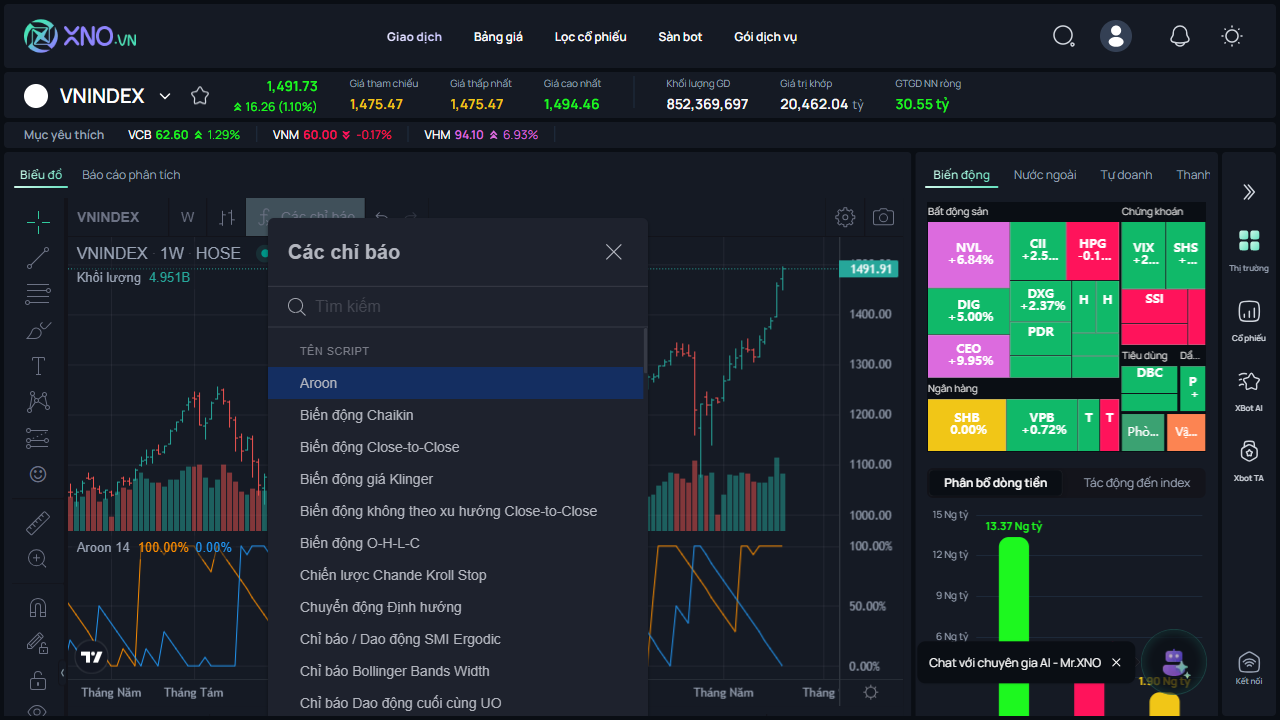 XNO.VN
Giao dịch
Bảng giá
Lọc cổ phiếu
Sàn bot
Gói dịch vụ
VNINDEX
1,491.73
16.26 (1.10%)
Giá tham chiếu
1,475.47
Giá thấp nhất
1,475.47
Giá cao nhất
1,494.46
Khối lượng GD
852,369,697
Giá trị khớp
20,462.04 tỷ
GTGD NN ròng
30.55 tỷ
Mục yêu thích
VCB 62.60 1.29%
VNM 60.00 -0.17%
VHM 94.10 6.93%
Biểu đồ
Báo cáo phân tích
VNINDEX
W
Các chỉ báo
VNINDEX · 1W · HOSE
Khối lượng 4.951B
1491.91
1400.00
1300.00
1200.00
1100.00
1000.00
Aroon 14 100.00% 0.00%
100.00%
50.00%
0.00%
Tháng Năm
Tháng Tám
Tháng Năm
Tháng
Các chỉ báo
Tìm kiếm
TÊN SCRIPT
Aroon
Biến động Chaikin
Biến động Close-to-Close
Biến động giá Klinger
Biến động không theo xu hướng Close-to-Close
Biến động O-H-L-C
Chiến lược Chande Kroll Stop
Chuyển động Định hướng
Chỉ báo / Dao động SMI Ergodic
Chỉ báo Bollinger Bands Width
Chỉ báo Dao động cuối cùng UO
Biến động
Nước ngoài
Tự doanh
Thanh
Bất động sản
NVL
+6.84%
DIG
+5.00%
CEO
+9.95%
CII
+2.5...
HPG
-0.1...
DXG
+2.37%
H
H
PDR
Chứng khoán
VIX
+2...
SHS
+...
SSI
Tiêu dùng
DBC
Dầ...
P
+
Ngân hàng
SHB
0.00%
VPB
+0.72%
T
T
Phò...
Vậ...
Phân bổ dòng tiền
Tác động đến index
15 Ng tỷ
12 Ng tỷ
9 Ng tỷ
6 Ng tỷ
13.37 Ng tỷ
1.90 Ng tỷ
Chat với chuyên gia AI - Mr.XNO
Thị trường
Cổ phiếu
XBot AI
Xbot TA
Kết nối